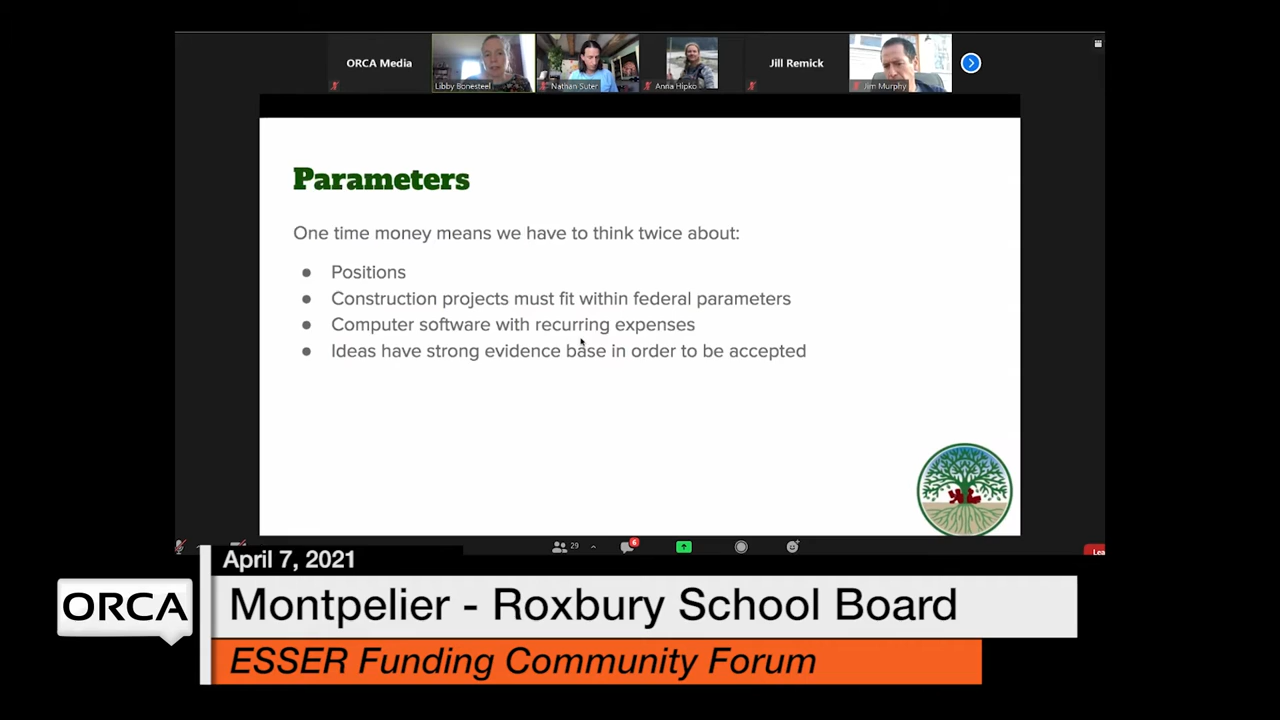 ORCA Media
Libby Bonesteel
Nathan Suter
Anna Hipko
Jill Remick
Jim Murphy
Parameters
One time money means we have to think twice about:
● Positions
● Construction projects must fit within federal parameters
● Computer software with recurring expenses
● Ideas have strong evidence base in order to be accepted
29
6
Lea
April 7, 2021
ORCA
Montpelier - Roxbury School Board
ESSER Funding Community Forum